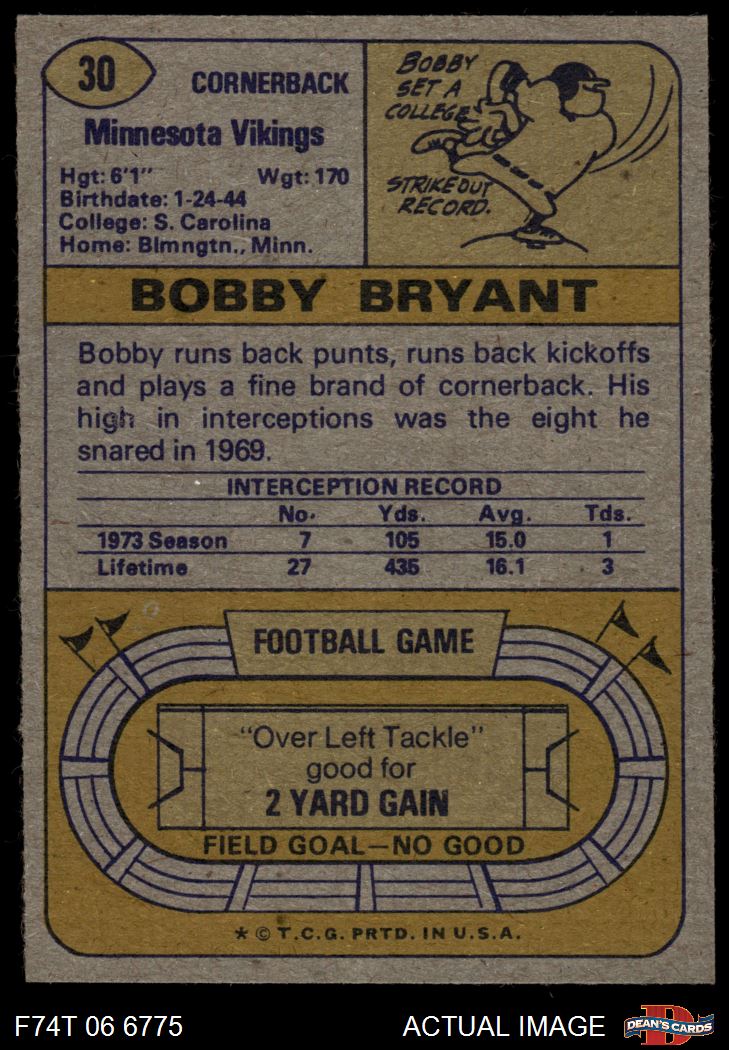 30
CORNERBACK
Minnesota Vikings
Hgt: 6'1" Wgt: 170
Birthdate: 1-24-44
College: S. Carolina
Home: Blmngtn., Minn.
BOBBY
SET A
COLLEGE
STRIKEOUT
RECORD.
BOBBY BRYANT
Bobby runs back punts, runs back kickoffs
and plays a fine brand of cornerback. His
high in interceptions was the eight he
snared in 1969.
INTERCEPTION RECORD
No. Yds. Avg. Tds.
1973 Season 7 105 15.0 1
Lifetime 27 435 16.1 3
FOOTBALL GAME
"Over Left Tackle"
good for
2 YARD GAIN
FIELD GOAL—NO GOOD
* © T.C.G. PRTD. IN U.S.A.
F74T 06 6775 ACTUAL IMAGE
D
DEAN'S CARDS